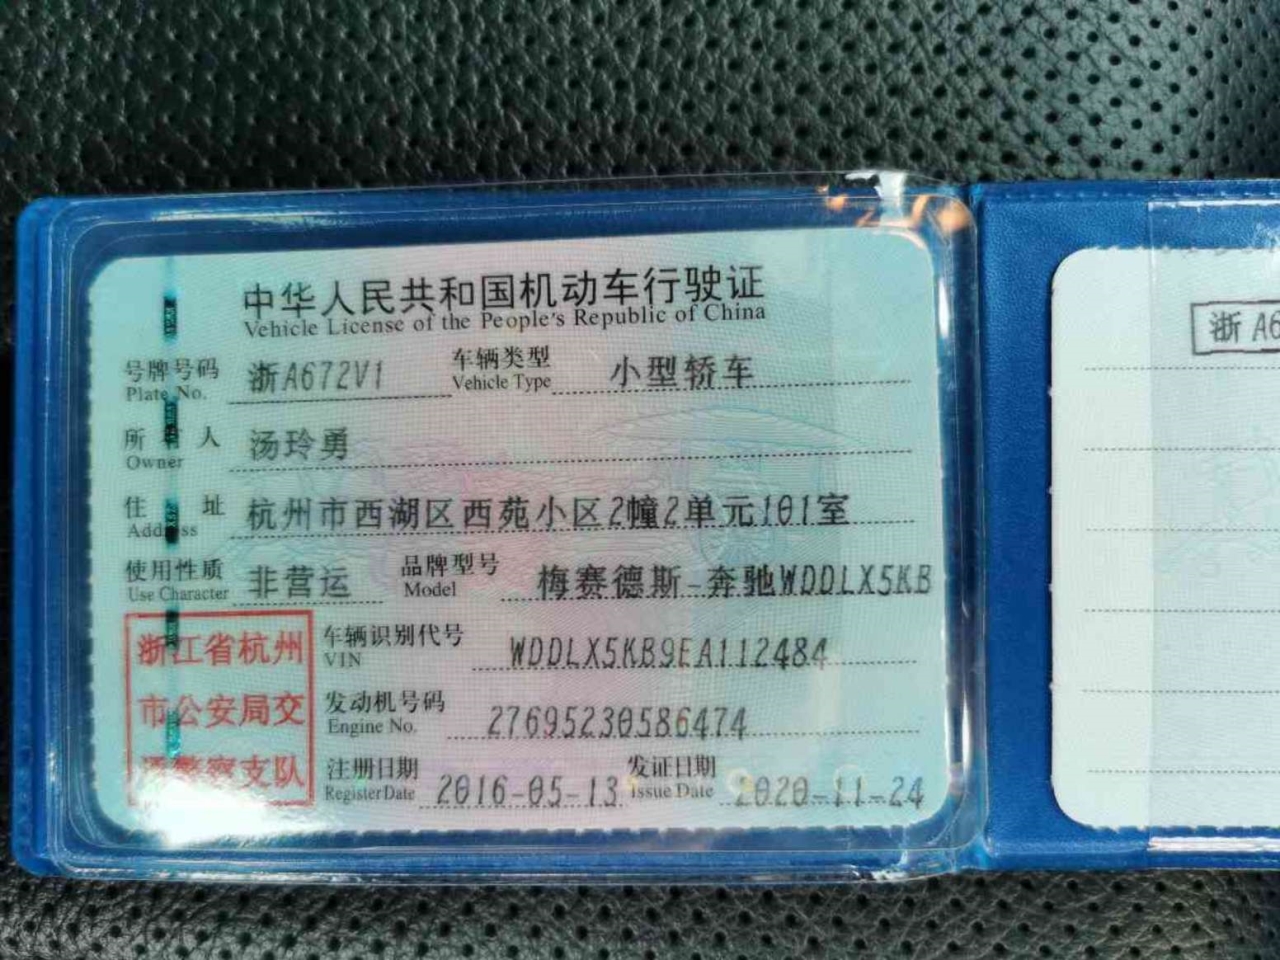 中华人民共和国机动车行驶证
Vehicle License of the People's Republic of China
号牌号码 浙A672V1 车辆类型 小型轿车
Plate No. Vehicle Type
所有人 汤玲勇
Owner
住址 杭州市西湖区西苑小区2幢2单元101室
Address
使用性质 非营运 品牌型号 梅赛德斯-奔驰WDDLX5KB
Use Character Model
浙江省杭州
市公安局交
通警察支队
车辆识别代号 WDDLX5KB9EA112484
VIN
发动机号码 27695230586474
Engine No.
注册日期 2016-05-13 发证日期 2020-11-24
Register Date Issue Date
浙A6